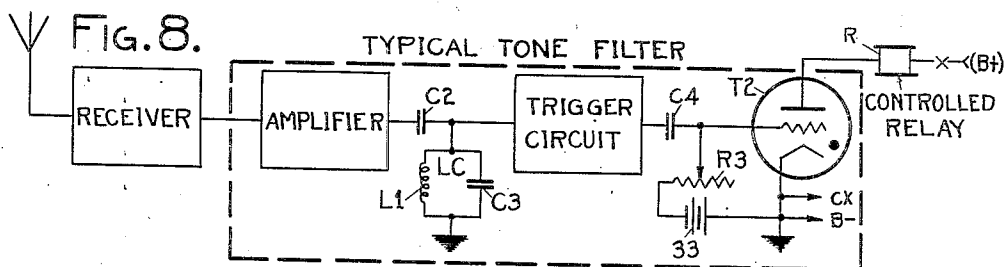 FIG. 8.
TYPICAL TONE FILTER
RECEIVER
AMPLIFIER
C2
LC
L1
C3
TRIGGER
CIRCUIT
C4
R3
33
T2
R
X
(B+)
CONTROLLED
RELAY
CX
B-